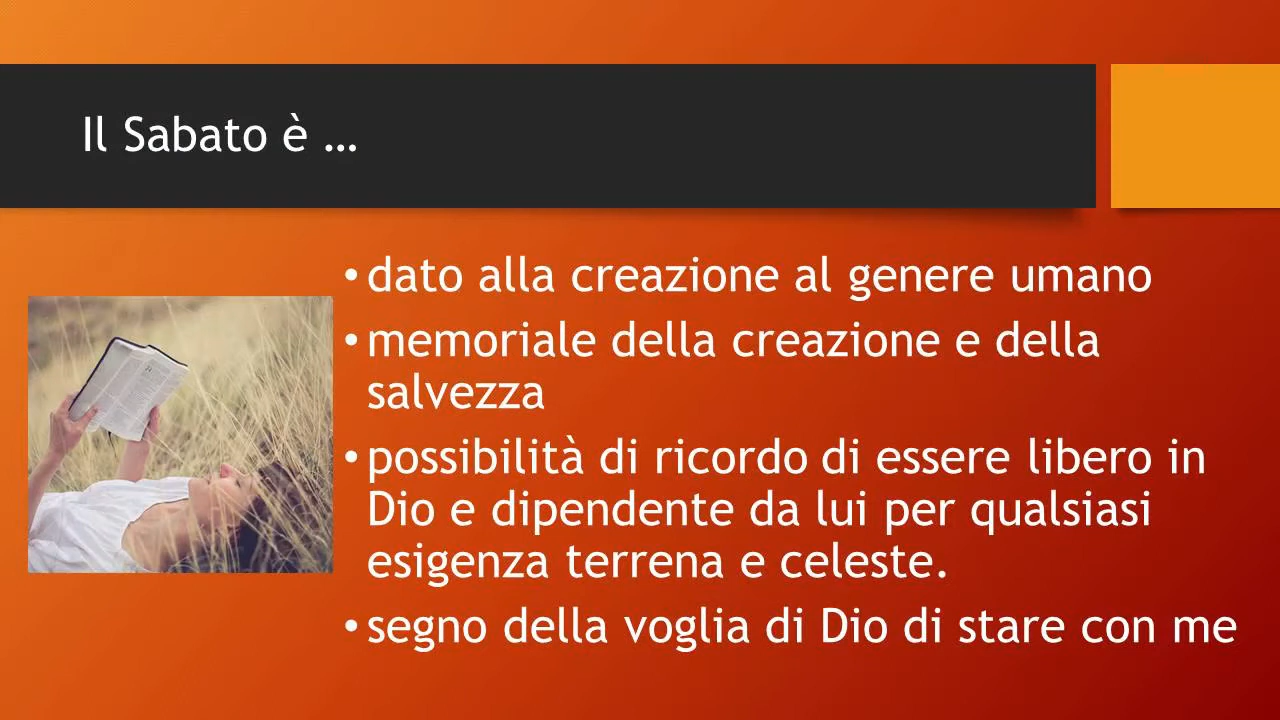 Il Sabato è …
• dato alla creazione al genere umano
• memoriale della creazione e della
salvezza
• possibilità di ricordo di essere libero in
Dio e dipendente da lui per qualsiasi
esigenza terrena e celeste.
• segno della voglia di Dio di stare con me